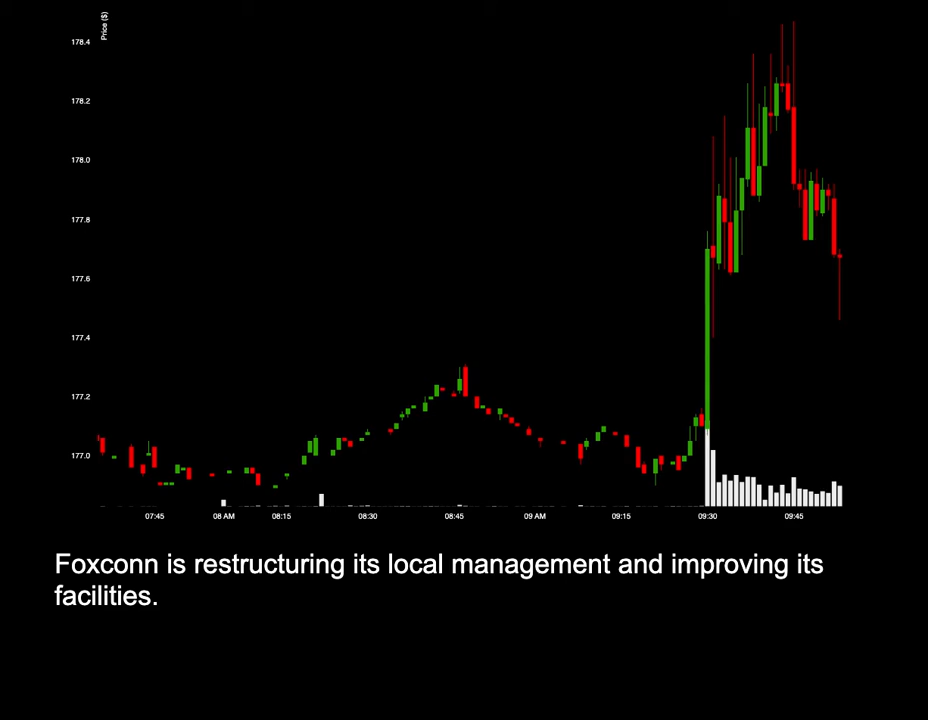 Price ($)
178.4
178.2
178.0
177.8
177.6
177.4
177.2
177.0
07:45 08 AM 08:15 08:30 08:45 09 AM 09:15 09:30 09:45
Foxconn is restructuring its local management and improving its
facilities.